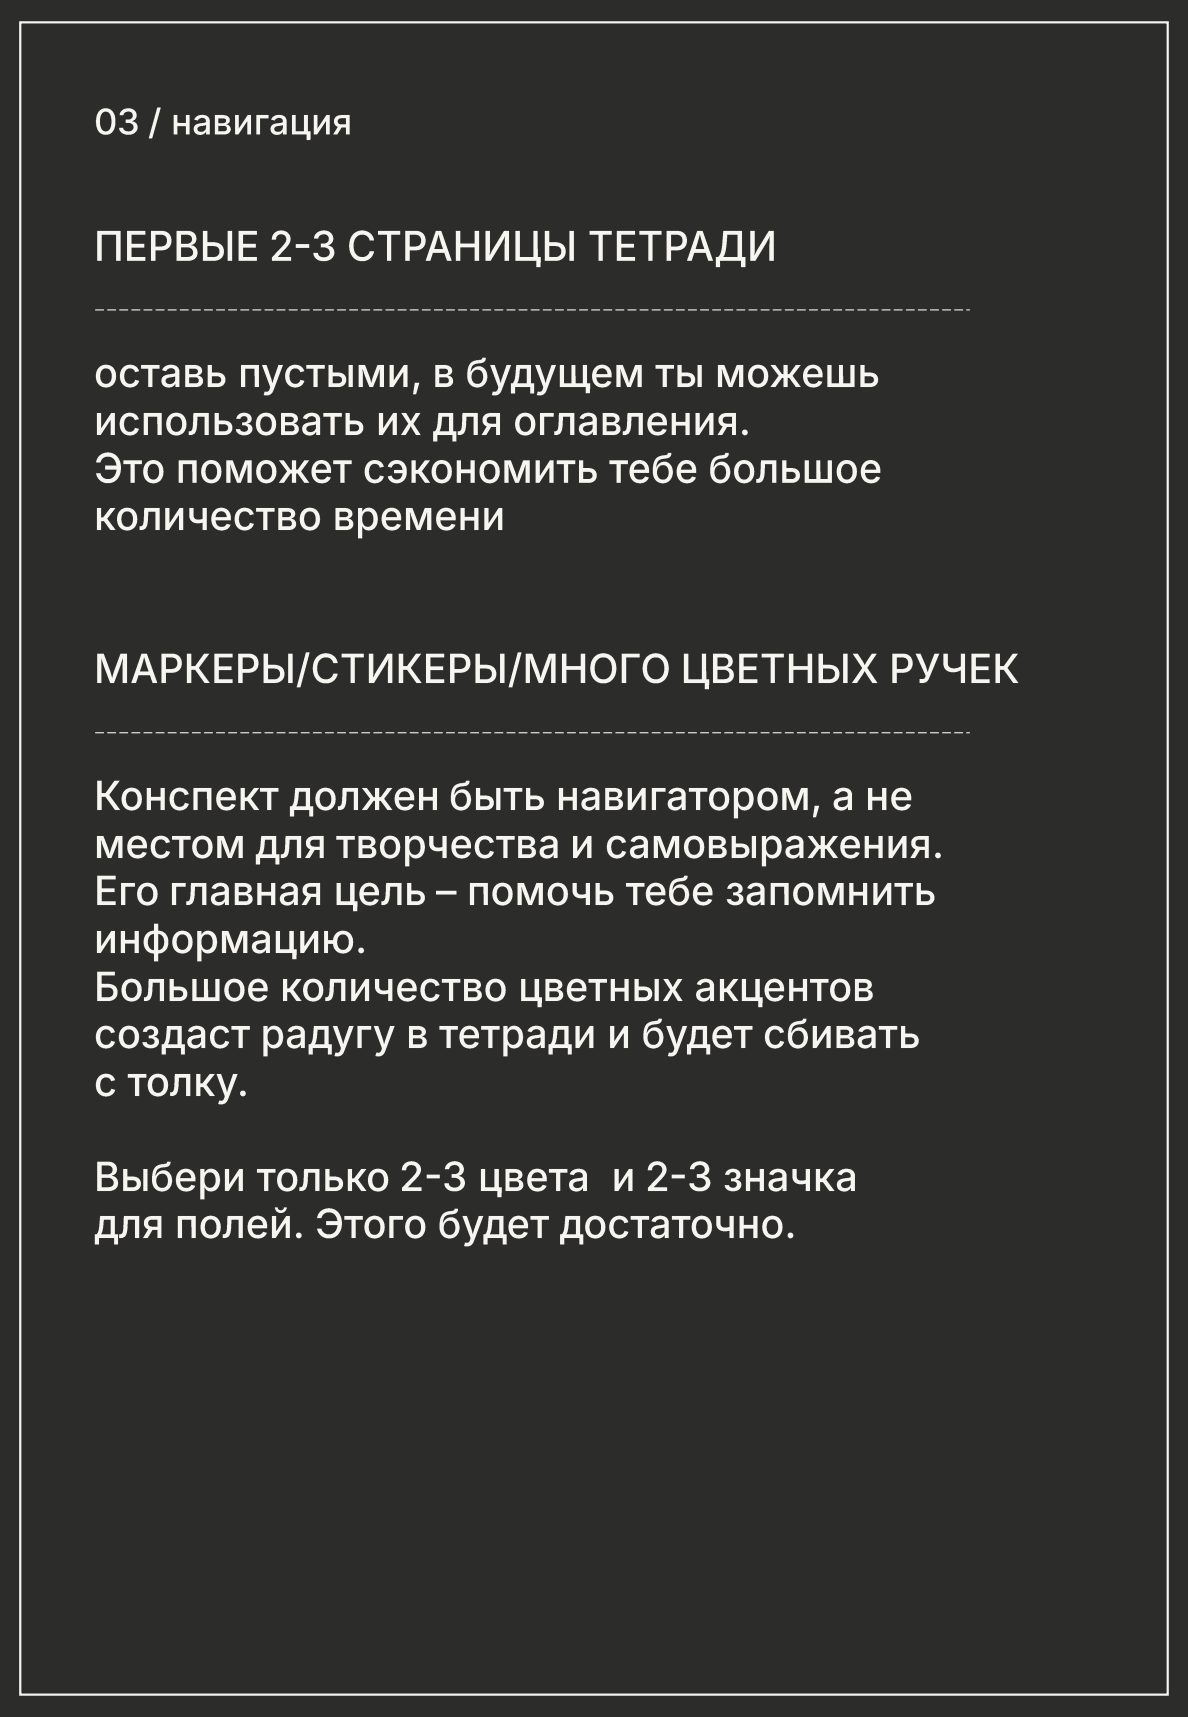 03 / навигация
ПЕРВЫЕ 2-3 СТРАНИЦЫ ТЕТРАДИ
оставь пустыми, в будущем ты можешь
использовать их для оглавления.
Это поможет сэкономить тебе большое
количество времени
МАРКЕРЫ/СТИКЕРЫ/МНОГО ЦВЕТНЫХ РУЧЕК
Конспект должен быть навигатором, а не
местом для творчества и самовыражения.
Его главная цель – помочь тебе запомнить
информацию.
Большое количество цветных акцентов
создаст радугу в тетради и будет сбивать
с толку.
Выбери только 2-3 цвета  и 2-3 значка
для полей. Этого будет достаточно.